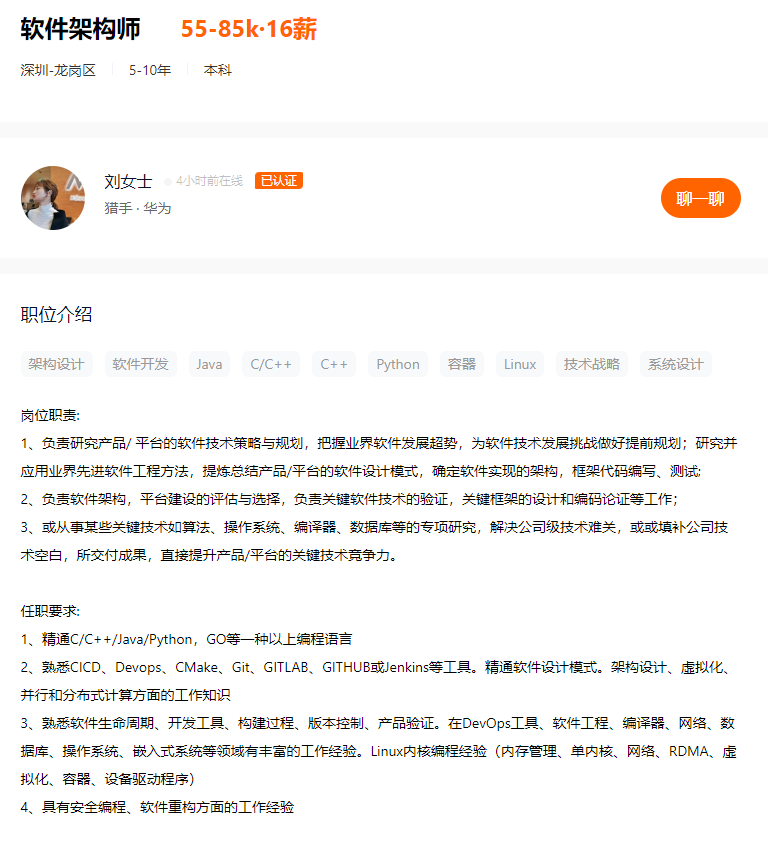 软件架构师 55-85k·16薪
深圳-龙岗区 5-10年 本科
刘女士 4小时前在线 已认证
猎手 · 华为
聊一聊
职位介绍
架构设计 软件开发 Java C/C++ C++ Python 容器 Linux 技术战略 系统设计
岗位职责:
1、负责研究产品/ 平台的软件技术策略与规划，把握业界软件发展超势，为软件技术发展挑战做好提前规划；研究并
应用业界先进软件工程方法，提炼总结产品/平台的软件设计模式，确定软件实现的架构，框架代码编写、测试;
2、负责软件架构，平台建设的评估与选择，负责关键软件技术的验证，关键框架的设计和编码论证等工作；
3、或从事某些关键技术如算法、操作系统、编译器、数据库等的专项研究，解决公司级技术难关，或或填补公司技
术空白，所交付成果，直接提升产品/平台的关键技术竟争力。
任职要求:
1、精通C/C++/Java/Python，GO等一种以上编程语言
2、熟悉CICD、Devops、CMake、Git、GITLAB、GITHUB或Jenkins等工具。精通软件设计模式。架构设计、虚拟化、
并行和分布式计算方面的工作知识
3、熟悉软件生命周期、开发工具、构建过程、版本控制、产品验证。在DevOps工具、软件工程、编译器、网络、数
据库、操作系统、嵌入式系统等领域有丰富的工作经验。Linux内核编程经验（内存管理、单内核、网络、RDMA、虚
拟化、容器、设备驱动程序）
4、具有安全编程、软件重构方面的工作经验